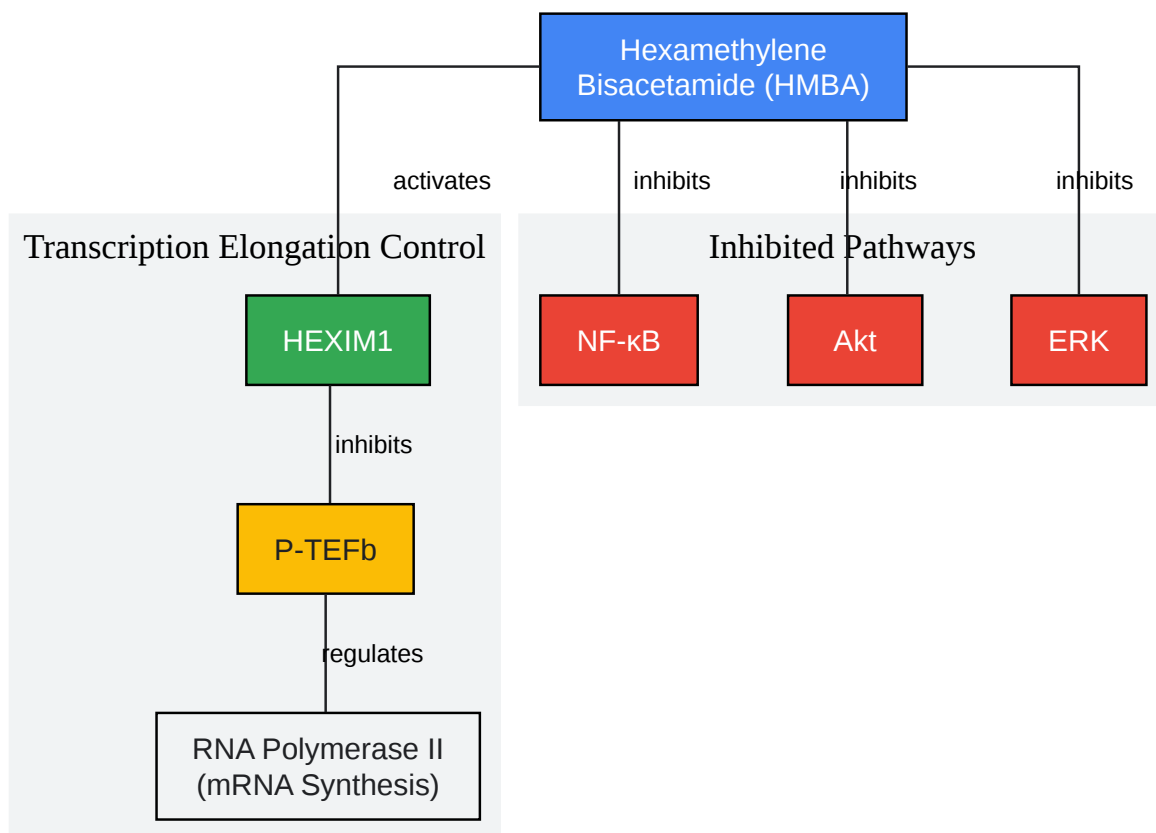 Hexamethylene
Bisacetamide (HMBA)
activates
inhibits
inhibits
inhibits
Transcription Elongation Control
Inhibited Pathways
HEXIM1
NF-κB
Akt
ERK
inhibits
P-TEFb
regulates
RNA Polymerase II
(mRNA Synthesis)